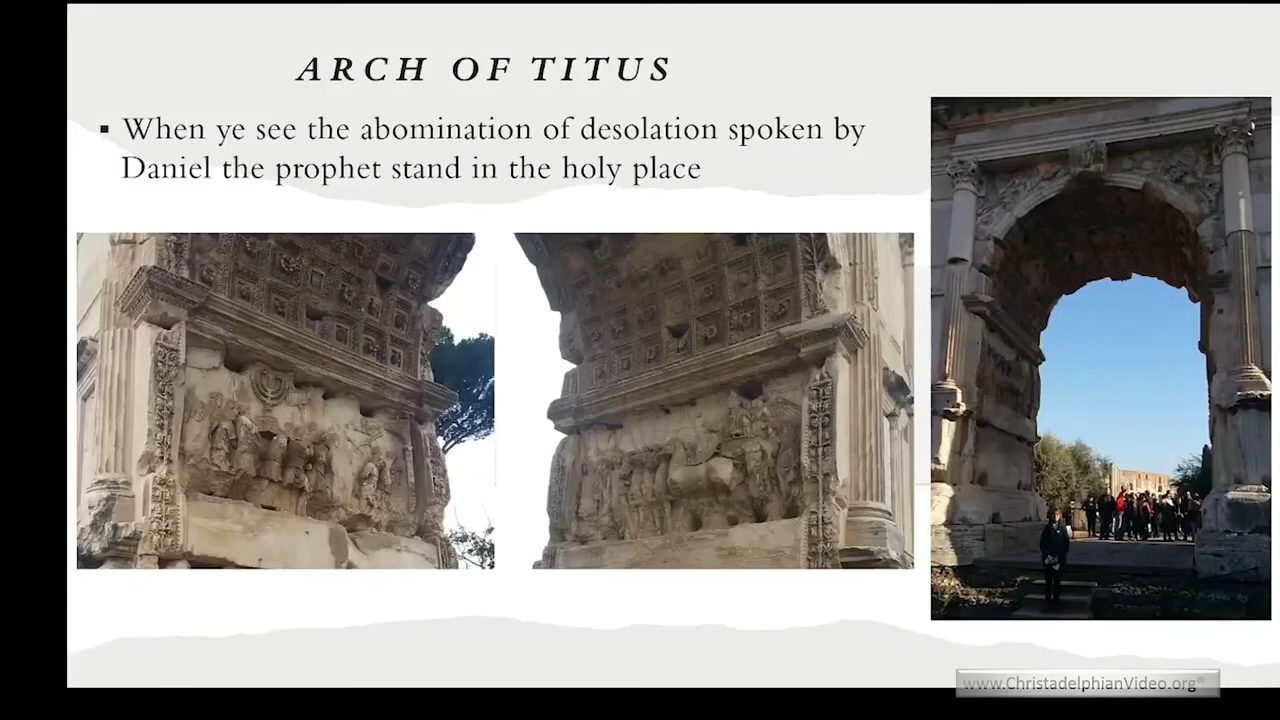 ARCH OF TITUS
▪ When ye see the abomination of desolation spoken by
Daniel the prophet stand in the holy place
www.ChristadelphianVideo.org®